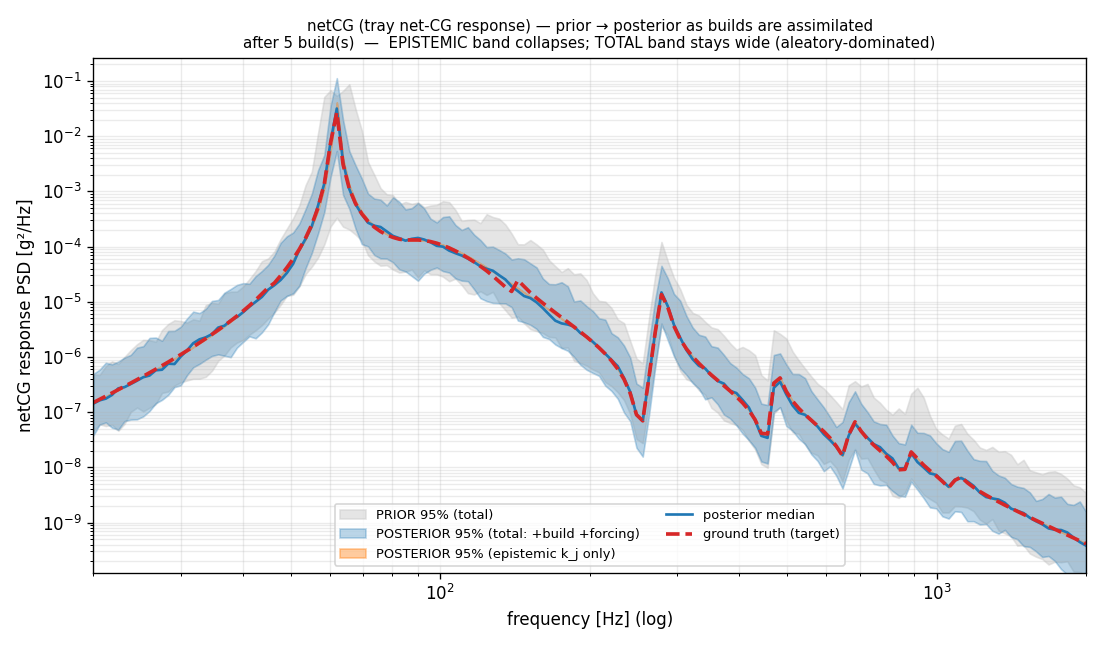 netCG (tray net-CG response) — prior → posterior as builds are assimilated
after 5 build(s)  —  EPISTEMIC band collapses; TOTAL band stays wide (aleatory-dominated)
netCG response PSD [g²/Hz]
10⁻¹
10⁻²
10⁻³
10⁻⁴
10⁻⁵
10⁻⁶
10⁻⁷
10⁻⁸
10⁻⁹
PRIOR 95% (total)
POSTERIOR 95% (total: +build +forcing)
POSTERIOR 95% (epistemic k_j only)
posterior median
ground truth (target)
10²
10³
frequency [Hz] (log)